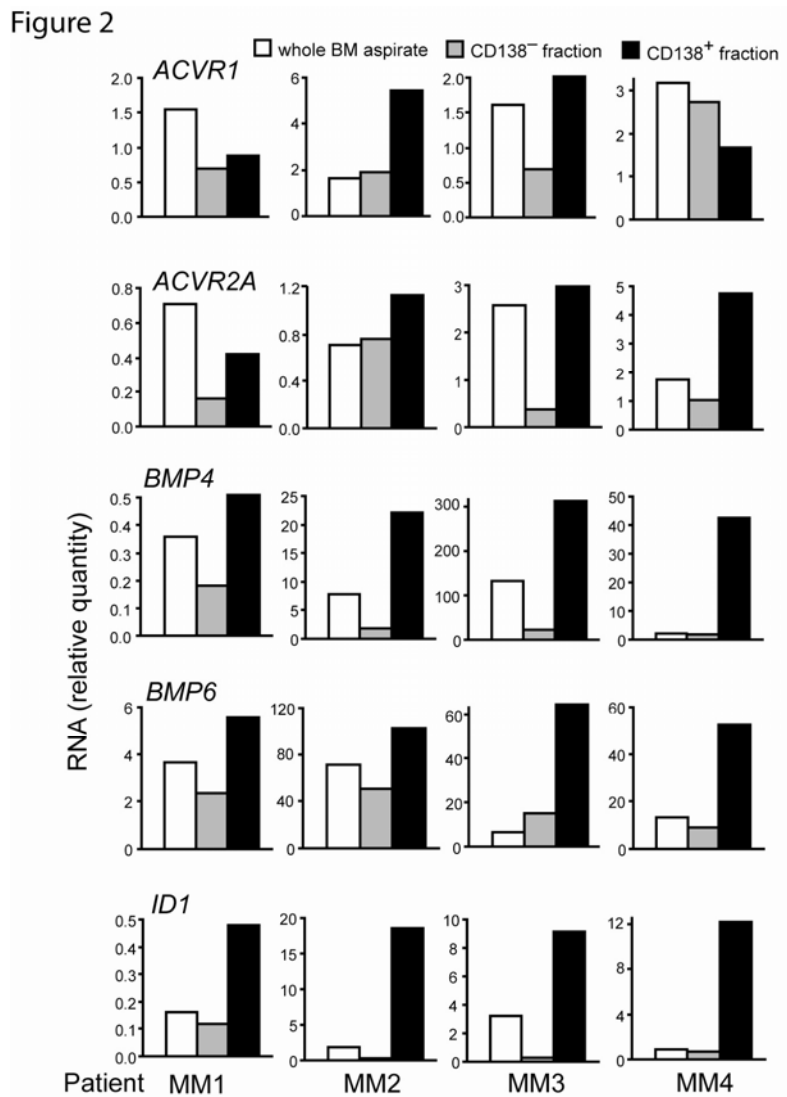 Figure 2
whole BM aspirate CD138⁻ fraction CD138⁺ fraction
ACVR1
2.0 1.5 1.0 0.5 0.0
6 4 2 0
2.0 1.5 1.0 0.5 0.0
3 2 1 0
ACVR2A
0.8 0.6 0.4 0.2 0.0
1.2 0.8 0.4 0.0
3 2 1 0
5 4 3 2 1 0
BMP4
0.5 0.4 0.3 0.2 0.1 0.0
25 20 15 10 5 0
300 200 100 0
50 40 30 20 10 0
BMP6
6 4 2 0
120 80 40 0
60 40 20 0
60 40 20 0
ID1
0.5 0.4 0.3 0.2 0.1 0.0
20 15 10 5 0
10 8 6 4 2 0
12 8 4 0
RNA (relative quantity)
Patient MM1 MM2 MM3 MM4